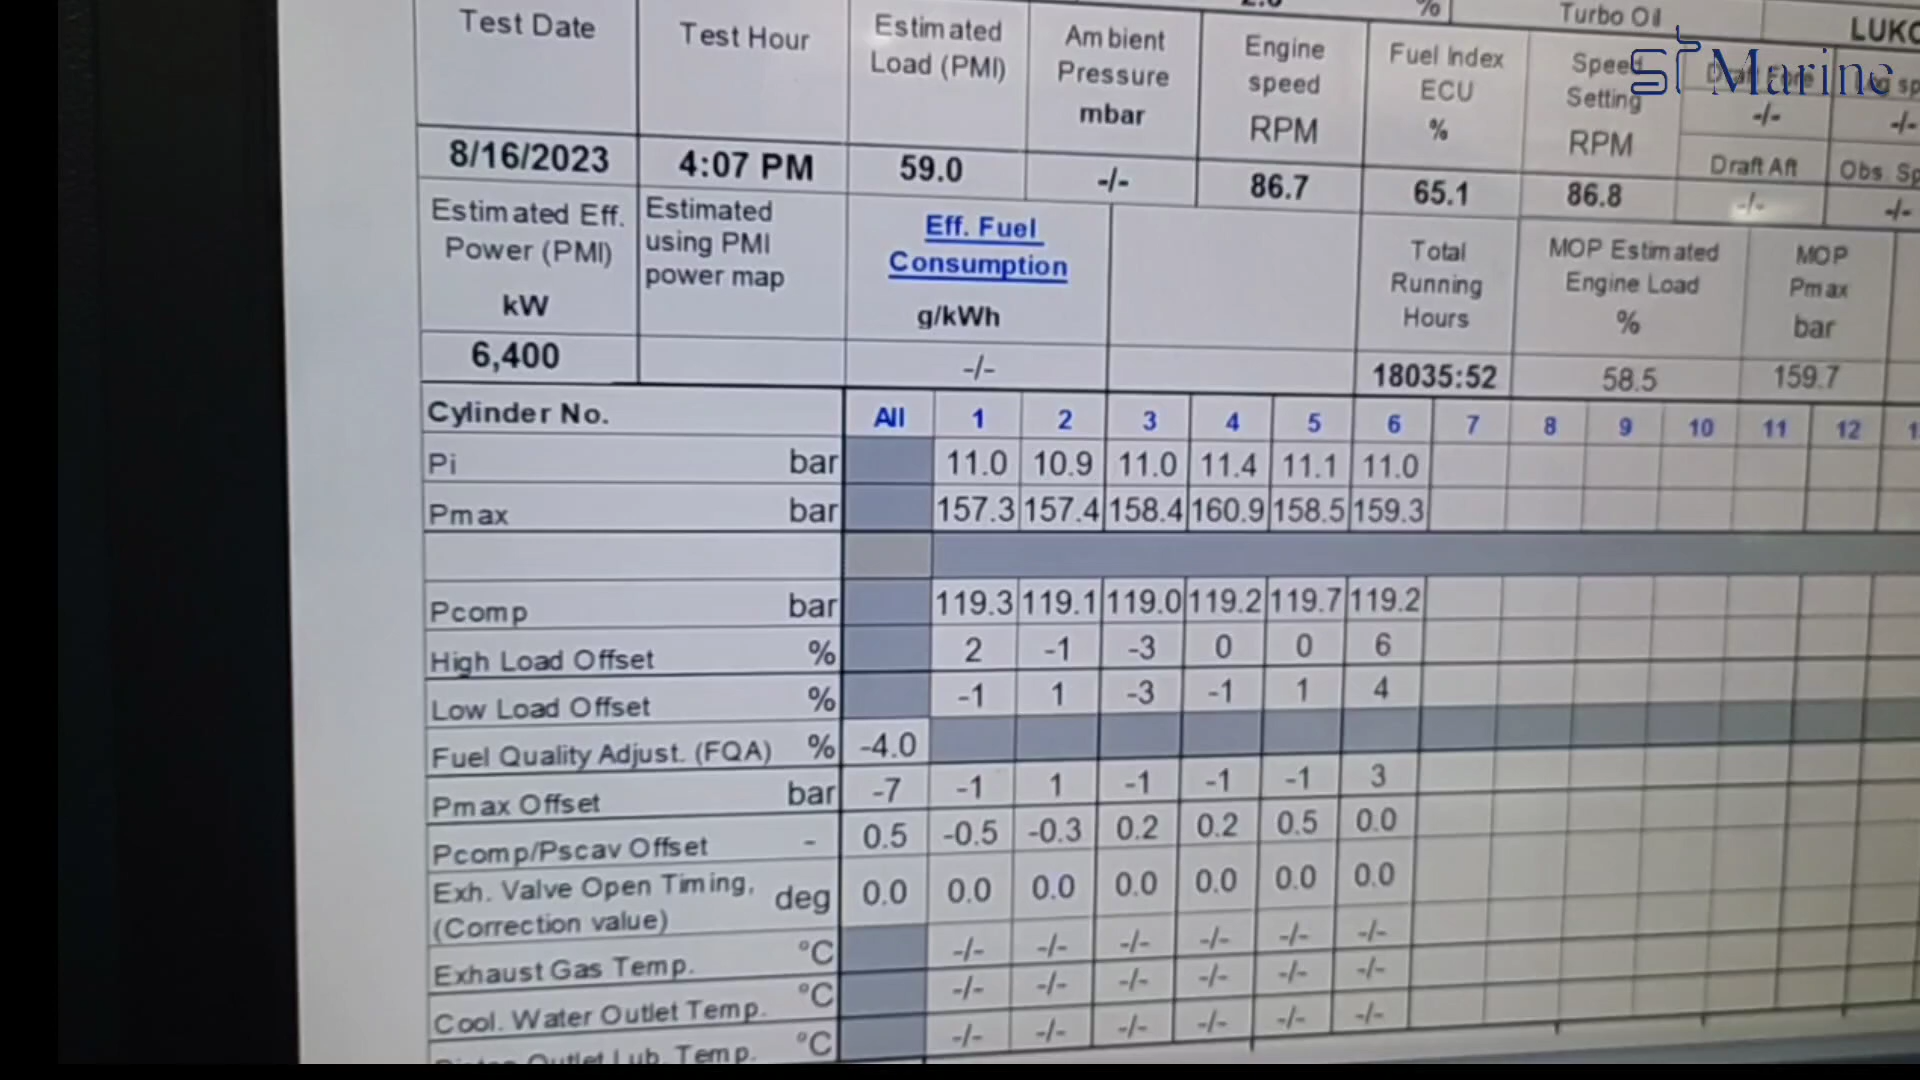 % Turbo Oil LUKO
Test Date Test Hour Estimated Load (PMI) Ambient Pressure mbar Engine speed RPM Fuel Index ECU % Speed Setting RPM
ST Marine
-/- -/-
Draft Aft Obs. Sp
8/16/2023 4:07 PM 59.0 -/- 86.7 65.1 86.8 -/- -/-
Estimated Eff. Power (PMI) kW Estimated using PMI power map Eff. Fuel Consumption g/kWh Total Running Hours MOP Estimated Engine Load % MOP Pmax bar
6,400 -/- 18035:52 58.5 159.7
Cylinder No. All 1 2 3 4 5 6 7 8 9 10 11 12 1
Pi bar 11.0 10.9 11.0 11.4 11.1 11.0
Pmax bar 157.3 157.4 158.4 160.9 158.5 159.3
Pcomp bar 119.3 119.1 119.0 119.2 119.7 119.2
High Load Offset % 2 -1 -3 0 0 6
Low Load Offset % -1 1 -3 -1 1 4
Fuel Quality Adjust. (FQA) % -4.0
Pmax Offset bar -7 -1 1 -1 -1 -1 3
Pcomp/Pscav Offset - 0.5 -0.5 -0.3 0.2 0.2 0.5 0.0
Exh. Valve Open Timing, (Correction value) deg 0.0 0.0 0.0 0.0 0.0 0.0 0.0
Exhaust Gas Temp. °C -/- -/- -/- -/- -/- -/-
Cool. Water Outlet Temp. °C -/- -/- -/- -/- -/- -/-
Outlet Lub. Temp. °C -/- -/- -/- -/- -/- -/-